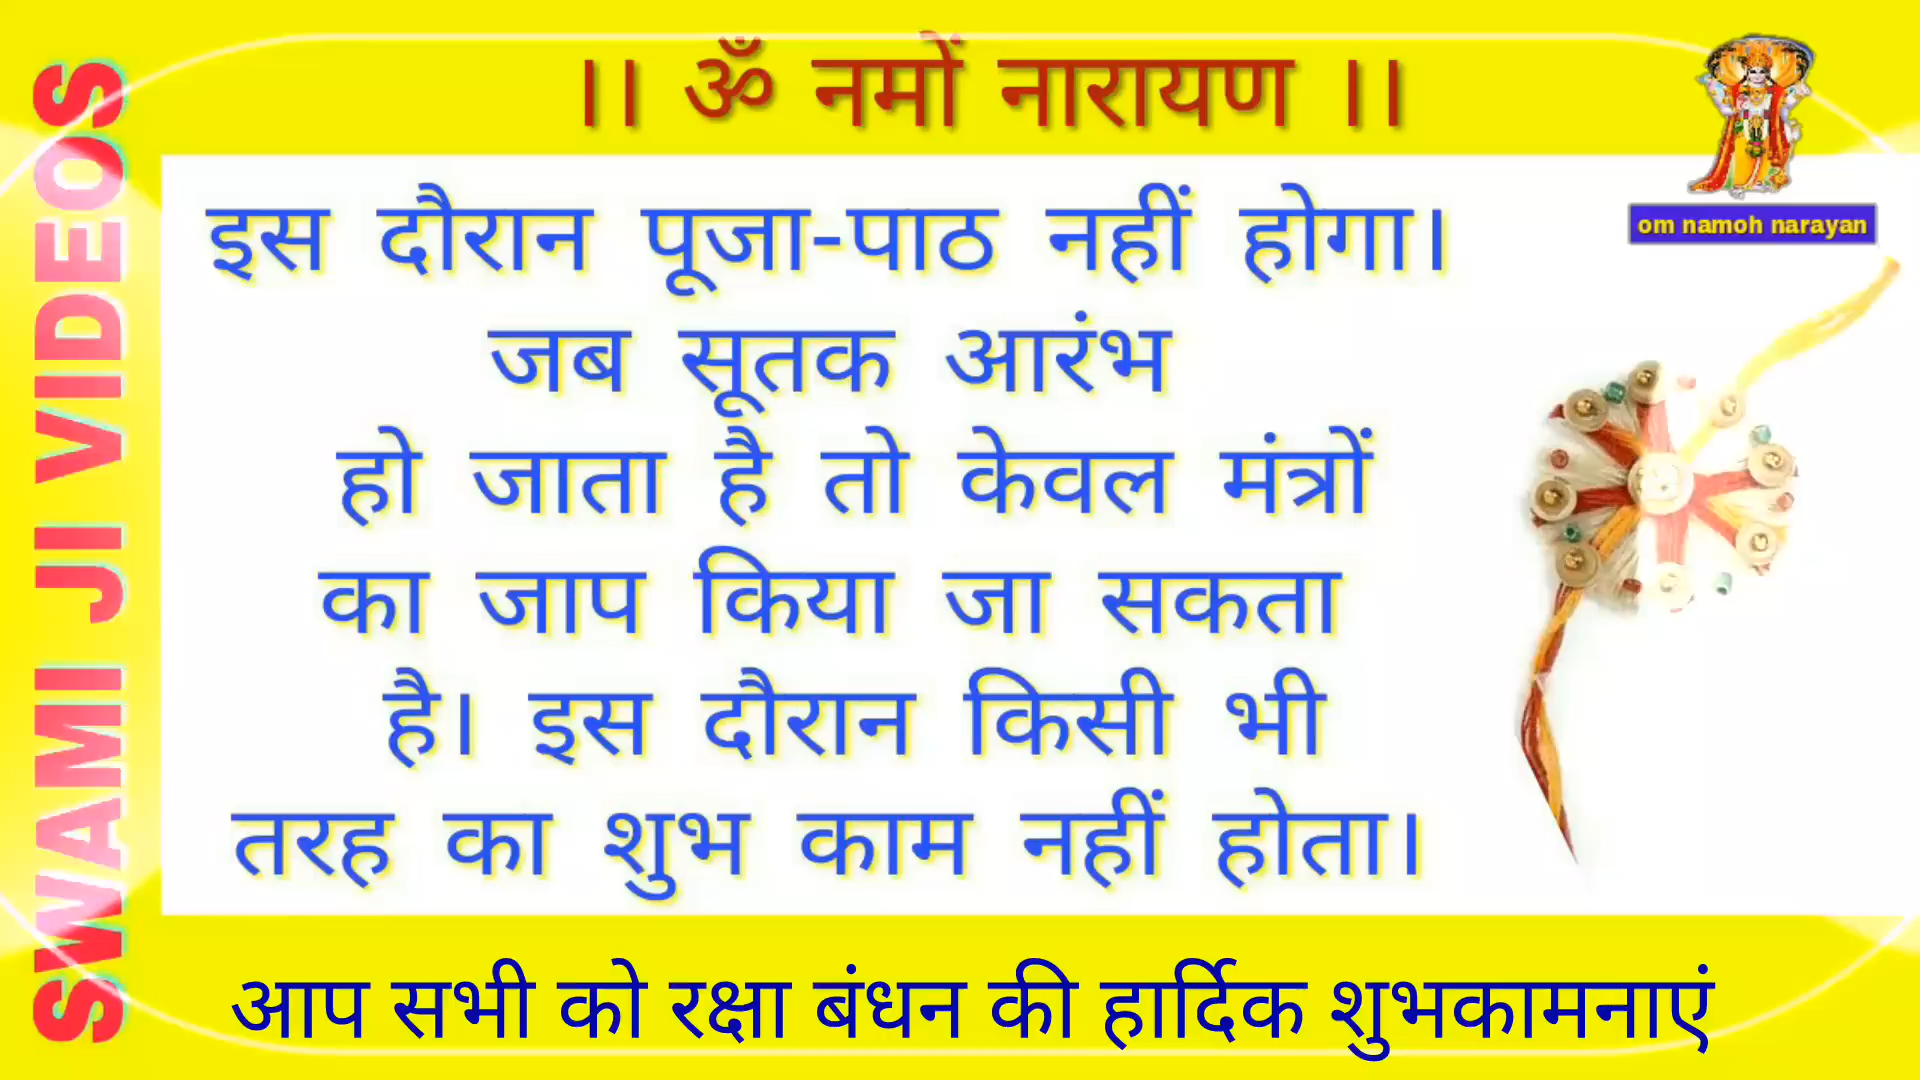 ।। ॐ नमों नारायण ।।
om namoh narayan
SWAMI JI VIDEOS
इस दौरान पूजा-पाठ नहीं होगा।
जब सूतक आरंभ
हो जाता है तो केवल मंत्रों
का जाप किया जा सकता
है। इस दौरान किसी भी
तरह का शुभ काम नहीं होता।
आप सभी को रक्षा बंधन की हार्दिक शुभकामनाएं